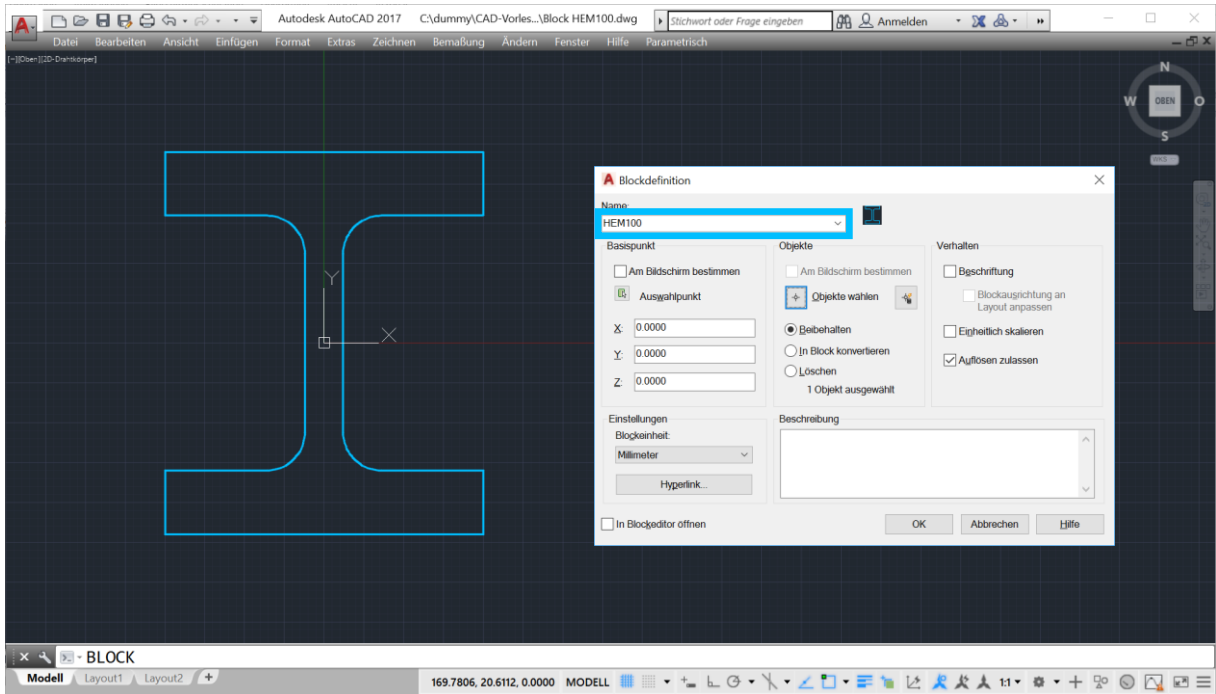 A Autodesk AutoCAD 2017 C:\dummy\CAD-Vorles...\Block HEM100.dwg Stichwort oder Frage eingeben Anmelden
Datei Bearbeiten Ansicht Einfügen Format Extras Zeichnen Bemaßung Ändern Fenster Hilfe Parametrisch
[-][Oben][2D-Drahtkörper]
N
W OBEN O
S
Y
X
A Blockdefinition
Name:
HEM100
Basispunkt
Am Bildschirm bestimmen
Auswahlpunkt
X: 0.0000
Y: 0.0000
Z: 0.0000
Objekte
Am Bildschirm bestimmen
Objekte wählen
Beibehalten
In Block konvertieren
Löschen
1 Objekt ausgewählt
Verhalten
Beschriftung
Blockausrichtung an
Layout anpassen
Einheitlich skalieren
Auflösen zulassen
Einstellungen
Blockeinheit:
Millimeter
Hyperlink...
Beschreibung
In Blockeditor öffnen
OK Abbrechen Hilfe
BLOCK
Modell Layout1 Layout2 + 169.7806, 20.6112, 0.0000 MODELL 1:1